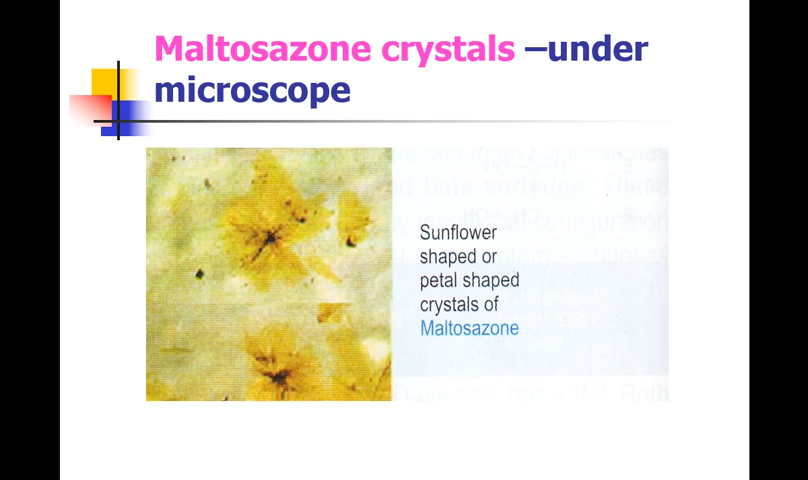 Maltosazone crystals –under
microscope
Sunflower
shaped or
petal shaped
crystals of
Maltosazone